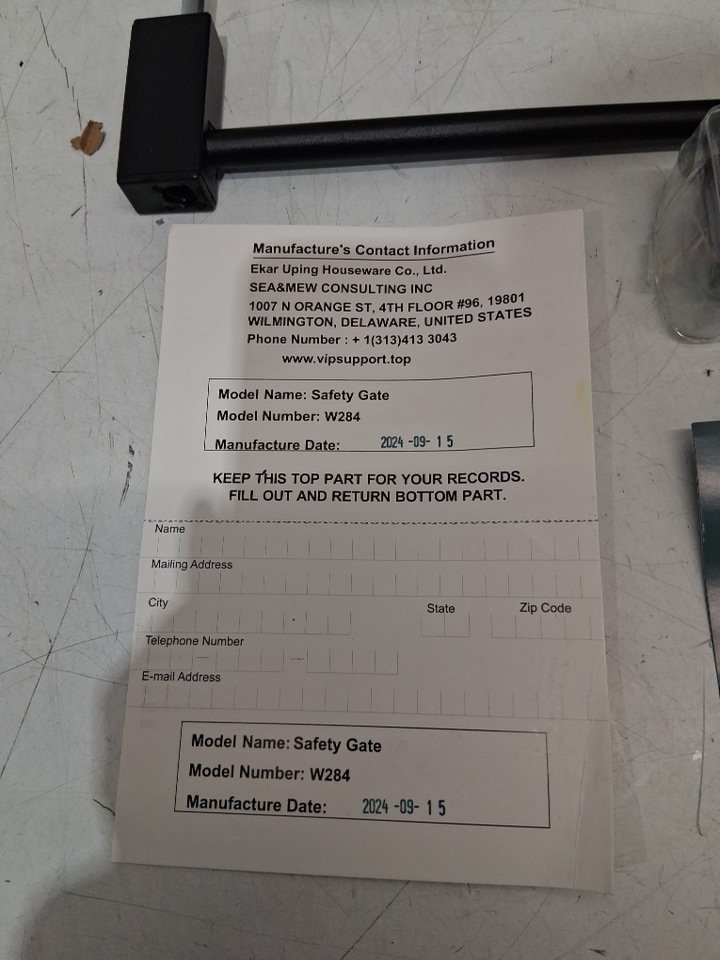 Manufacture's Contact Information
Ekar Uping Houseware Co., Ltd.
SEA&MEW CONSULTING INC
1007 N ORANGE ST, 4TH FLOOR #96, 19801
WILMINGTON, DELAWARE, UNITED STATES
Phone Number : + 1(313)413 3043
www.vipsupport.top
Model Name: Safety Gate
Model Number: W284
Manufacture Date: 2024 -09- 1 5
KEEP THIS TOP PART FOR YOUR RECORDS.
FILL OUT AND RETURN BOTTOM PART.
Name
Mailing Address
City State Zip Code
Telephone Number
E-mail Address
Model Name: Safety Gate
Model Number: W284
Manufacture Date: 2024 -09- 1 5